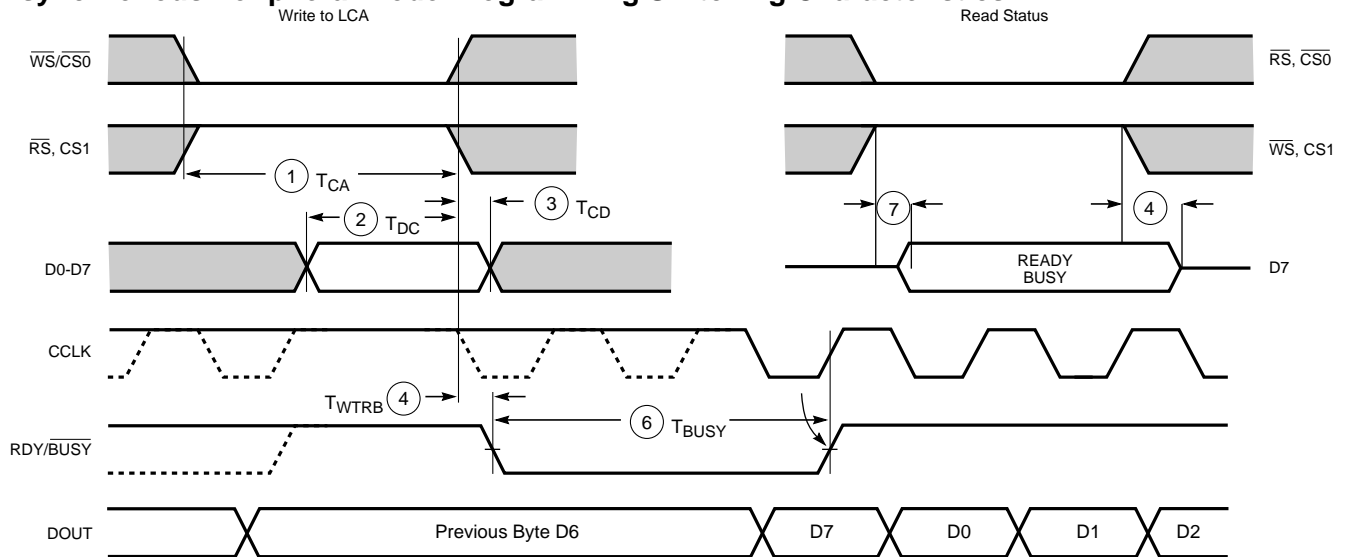 Write to LCA
Read Status
WS/CS0
RS, CS0
RS, CS1
WS, CS1
1 TCA
2 TDC
3 TCD
7
4
D0-D7
READY
BUSY
D7
CCLK
TWTRB 4
6 TBUSY
RDY/BUSY
DOUT
Previous Byte D6
D7
D0
D1
D2